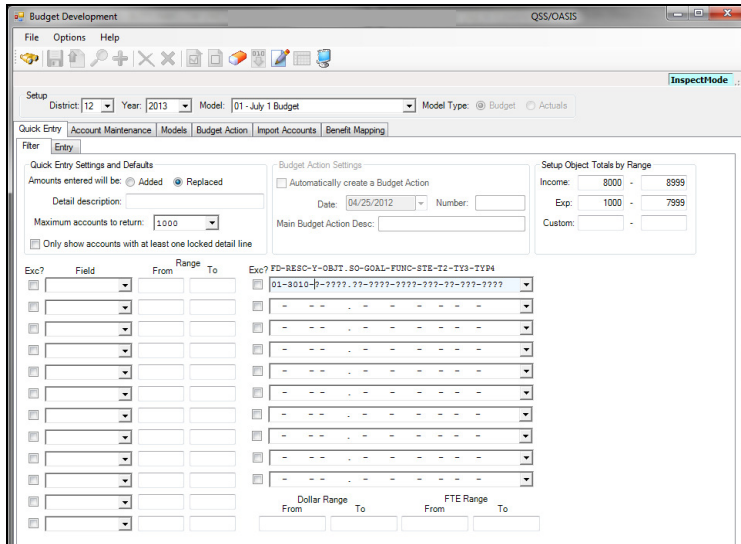 Budget Development QSS/OASIS
File Options Help
InspectMode
Setup
District: 12 Year: 2013 Model: 01 - July 1 Budget Model Type: Budget Actuals
Quick Entry Account Maintenance Models Budget Action Import Accounts Benefit Mapping
Filter Entry
Quick Entry Settings and Defaults Budget Action Settings Setup Object Totals by Range
Amounts entered will be: Added Replaced Automatically create a Budget Action Income: 8000 - 8999
Detail description: Date: 04/25/2012 Number: Exp: 1000 - 7999
Maximum accounts to return: 1000 Main Budget Action Desc: Custom: -
Only show accounts with at least one locked detail line
Exc? Field Range From To Exc? FD-RESC-Y-OBJT.SO-GOAL-FUNC-STE-T2-TY3-TYP4
01-3010-?-????.??-????-????-???-??-???-????
- - - . - - - - - -
- - - . - - - - - -
- - - . - - - - - -
- - - . - - - - - -
- - - . - - - - - -
- - - . - - - - - -
- - - . - - - - - -
- - - . - - - - - -
- - - . - - - - - -
Dollar Range FTE Range
From To From To